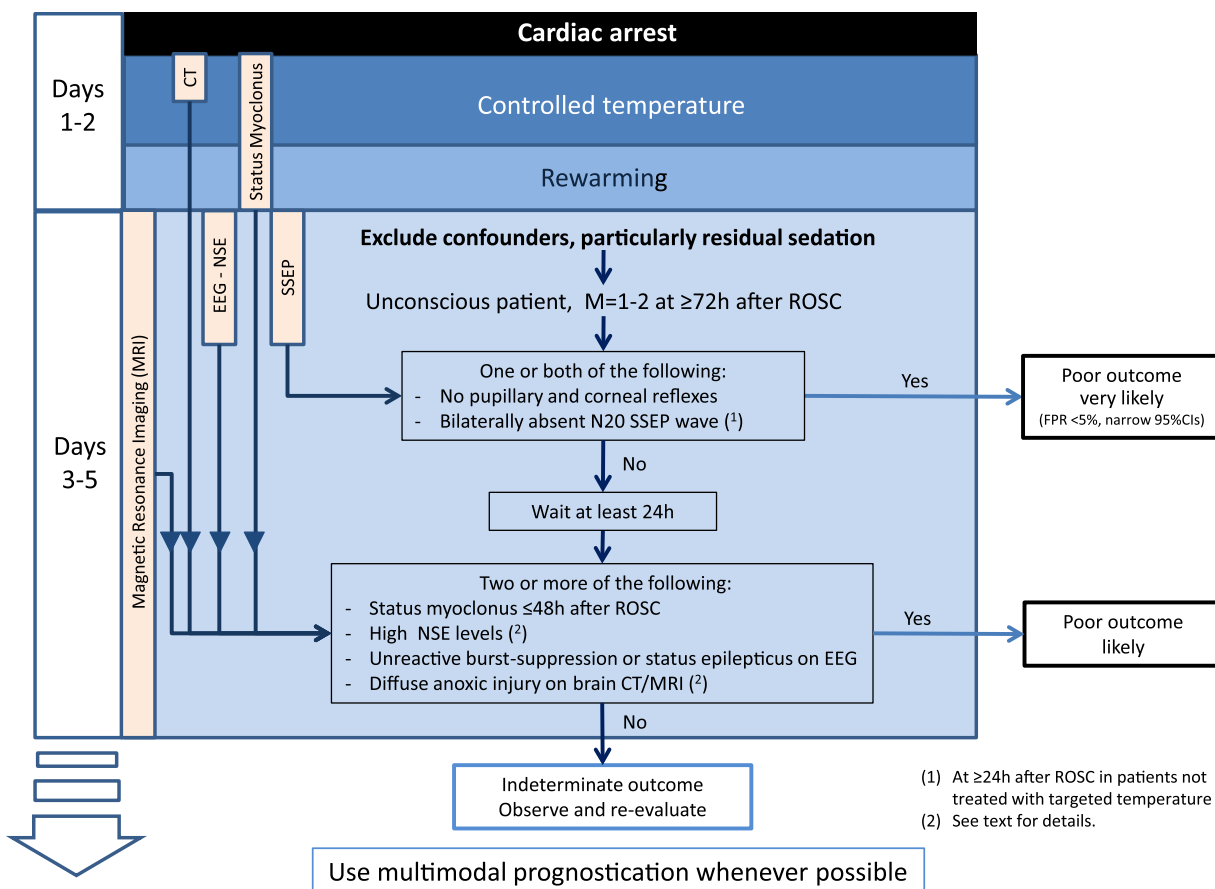 Cardiac arrest
Days
1-2
CT
Status Myoclonus
Controlled temperature
Rewarming
Days
3-5
Magnetic Resonance Imaging (MRI)
EEG - NSE
SSEP
Exclude confounders, particularly residual sedation
Unconscious patient, M=1-2 at ≥72h after ROSC
One or both of the following:
- No pupillary and corneal reflexes
- Bilaterally absent N20 SSEP wave (1)
Yes
Poor outcome
very likely
(FPR <5%, narrow 95%CIs)
No
Wait at least 24h
Two or more of the following:
- Status myoclonus ≤48h after ROSC
- High NSE levels (2)
- Unreactive burst-suppression or status epilepticus on EEG
- Diffuse anoxic injury on brain CT/MRI (2)
Yes
Poor outcome
likely
No
Indeterminate outcome
Observe and re-evaluate
(1) At ≥24h after ROSC in patients not
treated with targeted temperature
(2) See text for details.
Use multimodal prognostication whenever possible